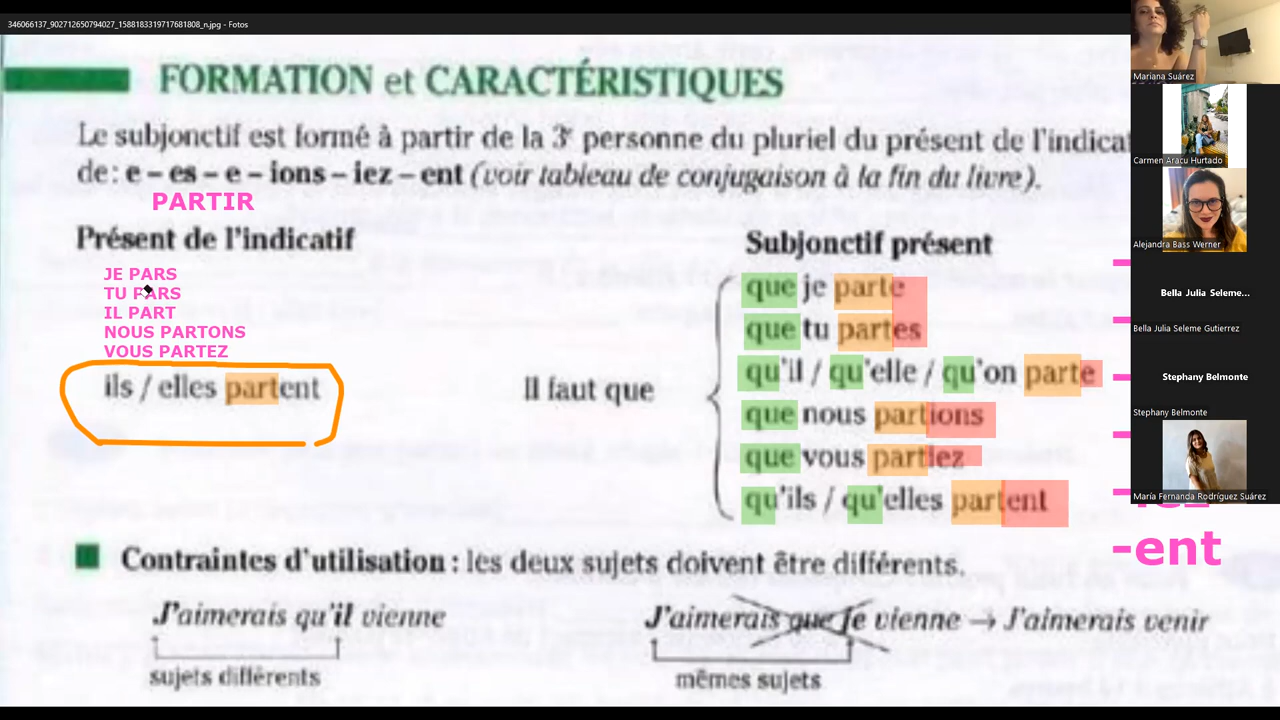 346066137_902712650794027_1588183319717681808_n.jpg - Fotos
FORMATION et CARACTÉRISTIQUES
Le subjonctif est formé à partir de la 3e personne du pluriel du présent de l'indicat
de : e – es – e – ions – iez – ent (voir tableau de conjugaison à la fin du livre).
PARTIR
Présent de l'indicatif
JE PARS
TU PARS
IL PART
NOUS PARTONS
VOUS PARTEZ
ils / elles partent
Il faut que
Subjonctif présent
que je parte
que tu partes
qu'il / qu'elle / qu'on parte
que nous partions
que vous partiez
qu'ils / qu'elles partent
-ent
Contraintes d'utilisation : les deux sujets doivent être différents.
J'aimerais qu'il vienne
sujets différents
J'aimerais que je vienne → J'aimerais venir
mêmes sujets
Mariana Suárez
Carmen Aracu Hurtado
Alejandra Bass Werner
Bella Julia Seleme...
Bella Julia Seleme Gutierrez
Stephany Belmonte
Stephany Belmonte
María Fernanda Rodríguez Suárez